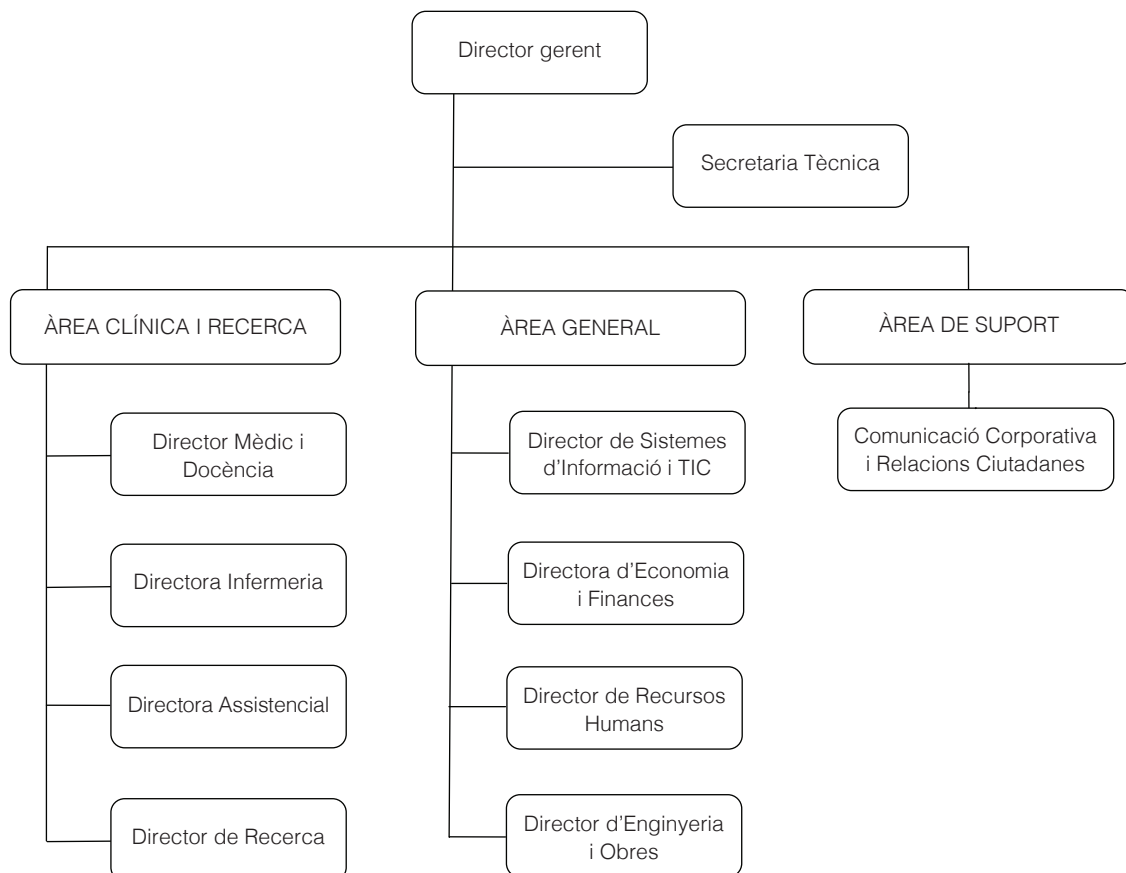 Director gerent
Secretaria Tècnica
ÀREA CLÍNICA I RECERCA
ÀREA GENERAL
ÀREA DE SUPORT
Director Mèdic i
Docència
Directora Infermeria
Directora Assistencial
Director de Recerca
Director de Sistemes
d’Informació i TIC
Directora d’Economia
i Finances
Director de Recursos
Humans
Director d’Enginyeria
i Obres
Comunicació Corporativa
i Relacions Ciutadanes